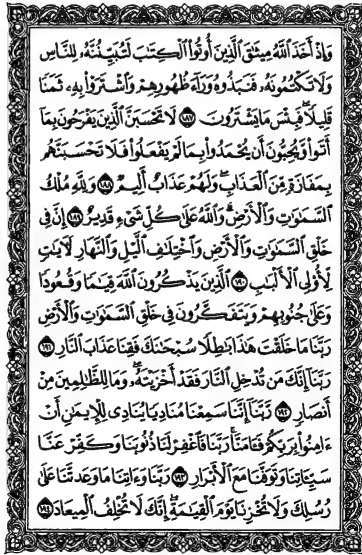 وَإِذْ أَخَذَ ٱللَّهُ مِيثَٰقَ ٱلَّذِينَ أُوتُوا۟ ٱلْكِتَٰبَ لَتُبَيِّنُنَّهُۥ لِلنَّاسِ
وَلَا تَكْتُمُونَهُۥ فَنَبَذُوهُ وَرَآءَ ظُهُورِهِمْ وَٱشْتَرَوْا۟ بِهِۦ ثَمَنًا
قَلِيلًا ۖ فَبِئْسَ مَا يَشْتَرُونَ ١٨٧ لَا تَحْسَبَنَّ ٱلَّذِينَ يَفْرَحُونَ بِمَآ
أَتَوا۟ وَّيُحِبُّونَ أَن يُحْمَدُوا۟ بِمَا لَمْ يَفْعَلُوا۟ فَلَا تَحْسَبَنَّهُم
بِمَفَازَةٍ مِّنَ ٱلْعَذَابِ ۖ وَلَهُمْ عَذَابٌ أَلِيمٌ ١٨٨ وَلِلَّهِ مُلْكُ
ٱلسَّمَٰوَٰتِ وَٱلْأَرْضِ ۗ وَٱللَّهُ عَلَىٰ كُلِّ شَىْءٍ قَدِيرٌ ١٨٩ إِنَّ فِى
خَلْقِ ٱلسَّمَٰوَٰتِ وَٱلْأَرْضِ وَٱخْتِلَٰفِ ٱلَّيْلِ وَٱلنَّهَارِ لَءَايَٰتٍ
لِّأُو۟لِى ٱلْأَلْبَٰبِ ١٩٠ ٱلَّذِينَ يَذْكُرُونَ ٱللَّهَ قِيَٰمًا وَقُعُودًا
وَعَلَىٰ جُنُوبِهِمْ وَيَتَفَكَّرُونَ فِى خَلْقِ ٱلسَّمَٰوَٰتِ وَٱلْأَرْضِ
رَبَّنَا مَا خَلَقْتَ هَٰذَا بَٰطِلًا سُبْحَٰنَكَ فَقِنَا عَذَابَ ٱلنَّارِ ١٩١
رَبَّنَآ إِنَّكَ مَن تُدْخِلِ ٱلنَّارَ فَقَدْ أَخْزَيْتَهُۥ ۖ وَمَا لِلظَّٰلِمِينَ مِنْ
أَنصَارٍ ١٩٢ رَّبَّنَآ إِنَّنَا سَمِعْنَا مُنَادِيًا يُنَادِى لِلْإِيمَٰنِ أَنْ
ءَامِنُوا۟ بِرَبِّكُمْ فَـَٔامَنَّا ۚ رَبَّنَا فَٱغْفِرْ لَنَا ذُنُوبَنَا وَكَفِّرْ عَنَّا
سَيِّـَٔاتِنَا وَتَوَفَّنَا مَعَ ٱلْأَبْرَارِ ١٩٣ رَبَّنَا وَءَاتِنَا مَا وَعَدتَّنَا عَلَىٰ
رُسُلِكَ وَلَا تُخْزِنَا يَوْمَ ٱلْقِيَٰمَةِ ۗ إِنَّكَ لَا تُخْلِفُ ٱلْمِيعَادَ ١٩٤